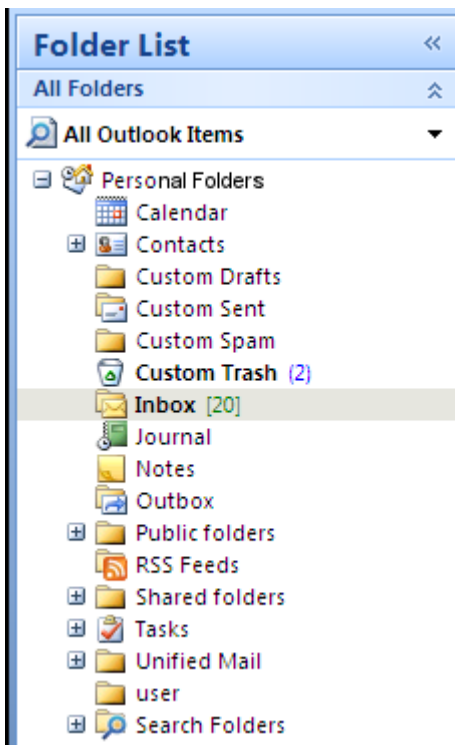 Folder List
All Folders
All Outlook Items
Personal Folders
Calendar
Contacts
Custom Drafts
Custom Sent
Custom Spam
Custom Trash (2)
Inbox [20]
Journal
Notes
Outbox
Public folders
RSS Feeds
Shared folders
Tasks
Unified Mail
user
Search Folders